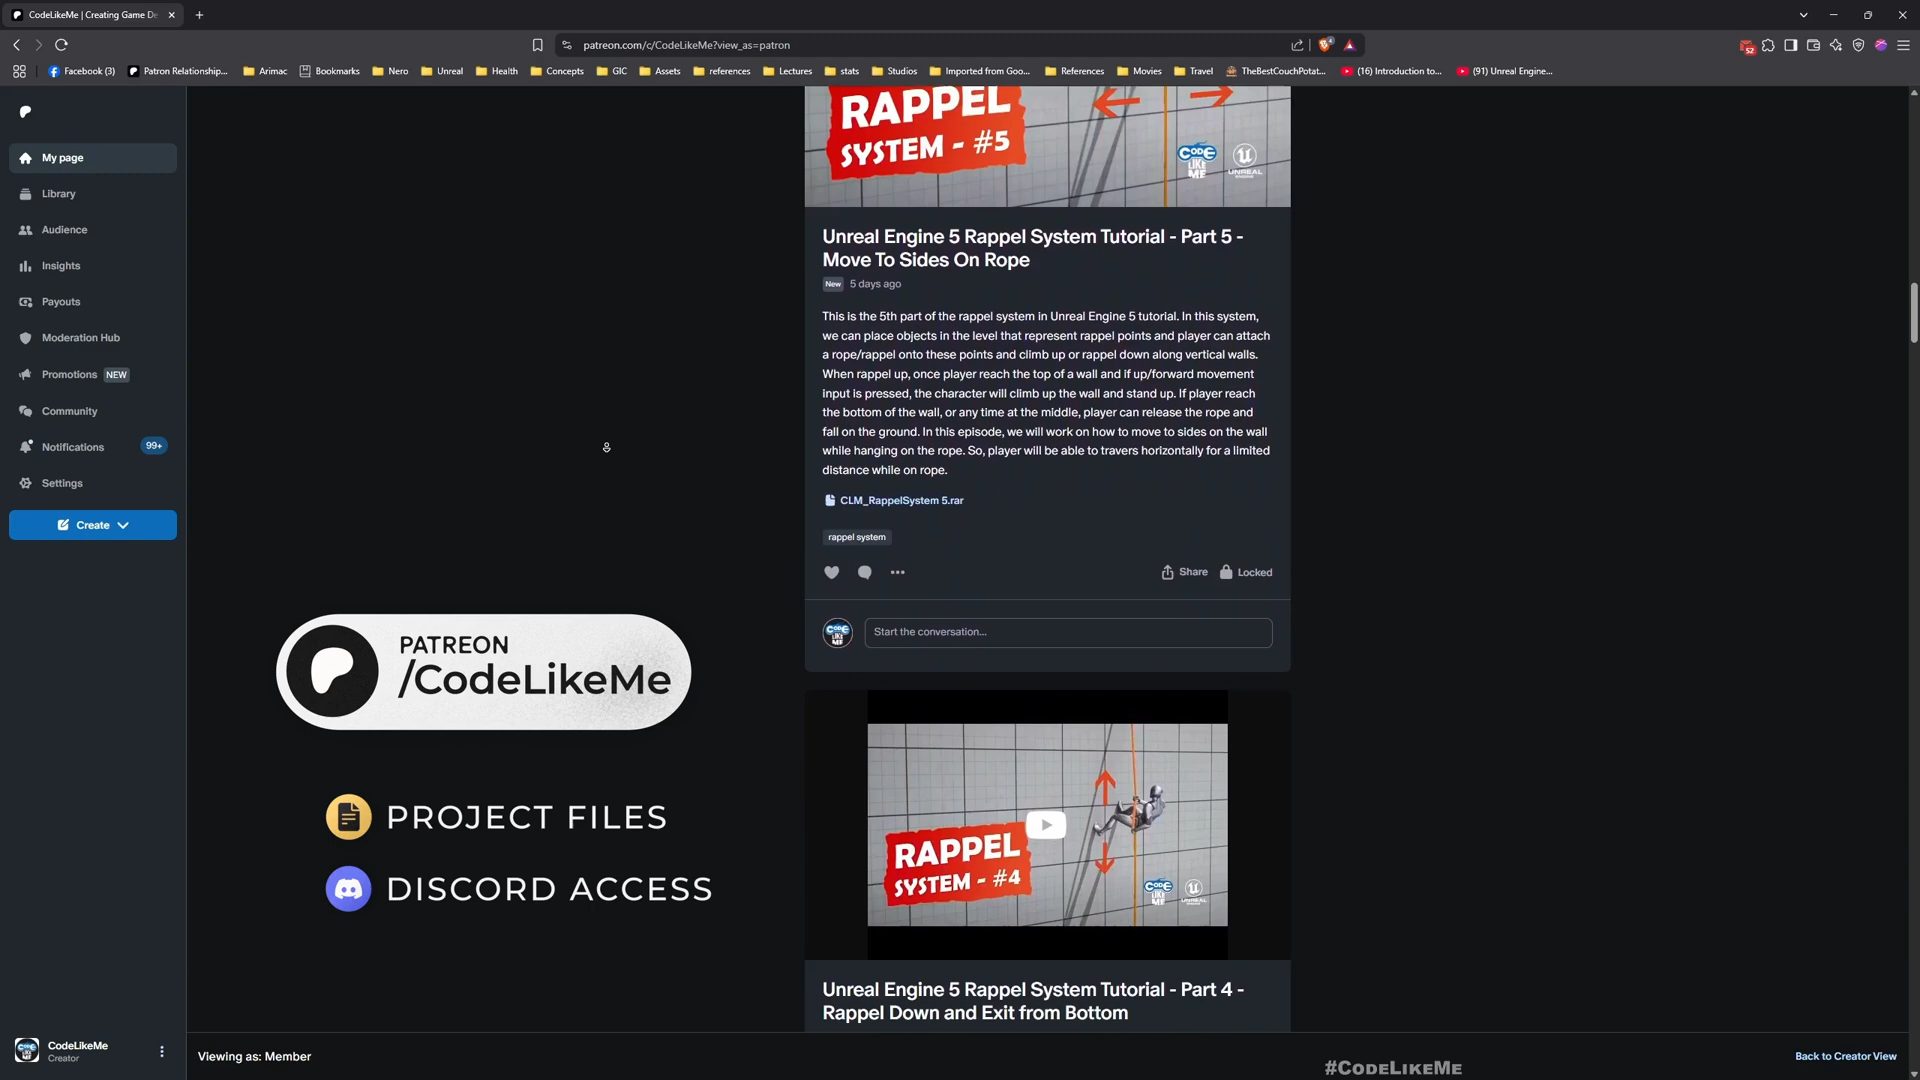 CodeLikeMe | Creating Game De
patreon.com/c/CodeLikeMe?view_as=patron
4
52
Facebook (3)
Patron Relationship...
Arimac
Bookmarks
Nero
Unreal
Health
Concepts
GIC
Assets
references
Lectures
stats
Studios
Imported from Goo...
References
Movies
Travel
TheBestCouchPotat...
(16) Introduction to...
(91) Unreal Engine...
My page
Library
Audience
Insights
Payouts
Moderation Hub
Promotions NEW
Community
Notifications 99+
Settings
Create
RAPPEL
SYSTEM - #5
CODE
LIKE
ME
UNREAL
Unreal Engine 5 Rappel System Tutorial - Part 5 -
Move To Sides On Rope
New 5 days ago
This is the 5th part of the rappel system in Unreal Engine 5 tutorial. In this system,
we can place objects in the level that represent rappel points and player can attach
a rope/rappel onto these points and climb up or rappel down along vertical walls.
When rappel up, once player reach the top of a wall and if up/forward movement
input is pressed, the character will climb up the wall and stand up. If player reach
the bottom of the wall, or any time at the middle, player can release the rope and
fall on the ground. In this episode, we will work on how to move to sides on the wall
while hanging on the rope. So, player will be able to travers horizontally for a limited
distance while on rope.
CLM_RappelSystem 5.rar
rappel system
Share
Locked
CODE
LIKE
ME
Start the conversation...
PATREON
/CodeLikeMe
PROJECT FILES
DISCORD ACCESS
RAPPEL
SYSTEM - #4
CODE
LIKE
ME
UNREAL
Unreal Engine 5 Rappel System Tutorial - Part 4 -
Rappel Down and Exit from Bottom
CodeLikeMe
Creator
Viewing as: Member
Back to Creator View
#CodeLikeMe